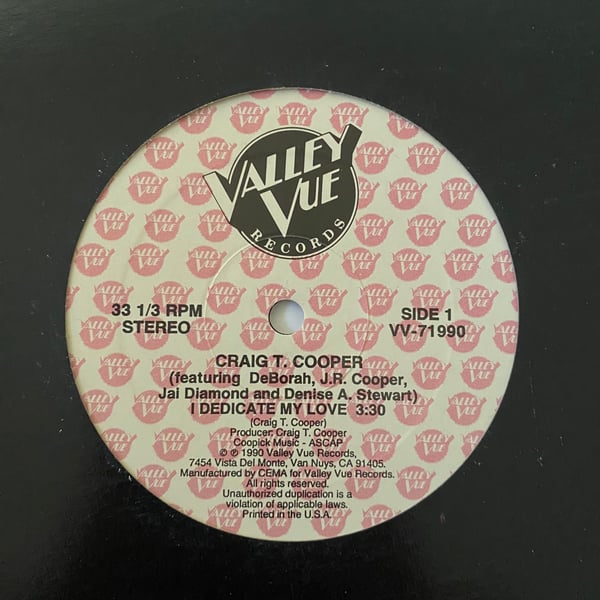 VALLEY
VUE
RECORDS
33 1/3 RPM
STEREO
SIDE 1
VV-71990
CRAIG T. COOPER
(featuring DeBorah, J.R. Cooper,
Jai Diamond and Denise A. Stewart)
I DEDICATE MY LOVE 3:30
(Craig T. Cooper)
Producer: Craig T. Cooper
Coopick Music - ASCAP
© ℗ 1990 Valley Vue Records,
7454 Vista Del Monte, Van Nuys, CA 91405.
Manufactured by CEMA for Valley Vue Records.
All rights reserved.
Unauthorized duplication is a
violation of applicable laws.
Printed in the U.S.A.